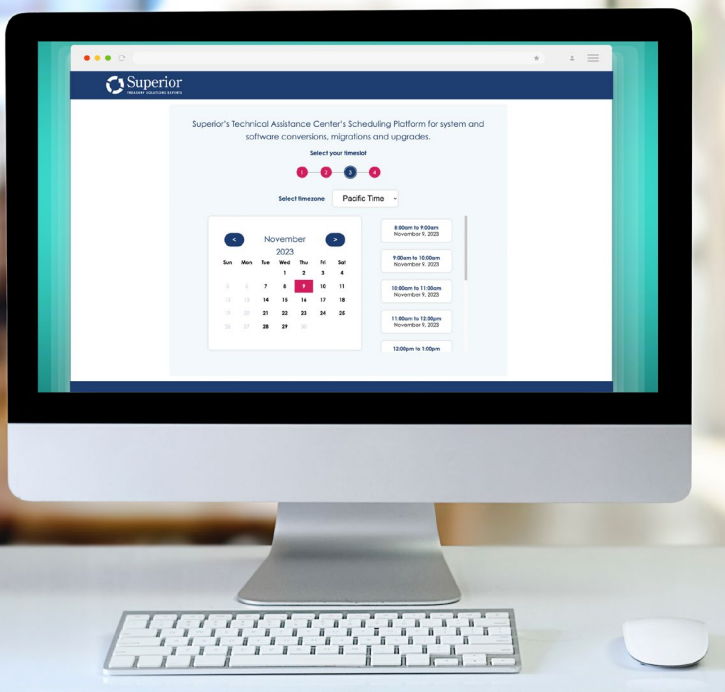 Superior
TREASURY SOLUTIONS EXPERTS
Superior's Technical Assistance Center's Scheduling Platform for system and
software conversions, migrations and upgrades.
Select your timeslot
1 2 3 4
Select timezone Pacific Time
< November >
2023
Sun Mon Tue Wed Thu Fri Sat
1 2 3 4
5 6 7 8 9 10 11
12 13 14 15 16 17 18
19 20 21 22 23 24 25
26 27 28 29 30
8:00am to 9:00am
November 9, 2023
9:00am to 10:00am
November 9, 2023
10:00am to 11:00am
November 9, 2023
11:00am to 12:00pm
November 9, 2023
12:00pm to 1:00pm